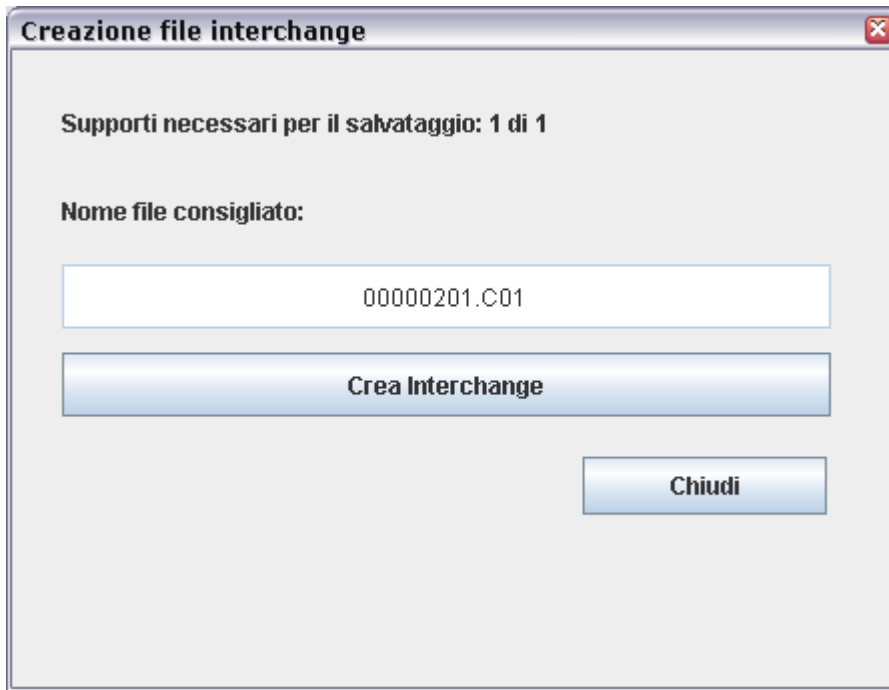 Creazione file interchange
Supporti necessari per il salvataggio: 1 di 1
Nome file consigliato:
00000201.C01
Crea Interchange
Chiudi